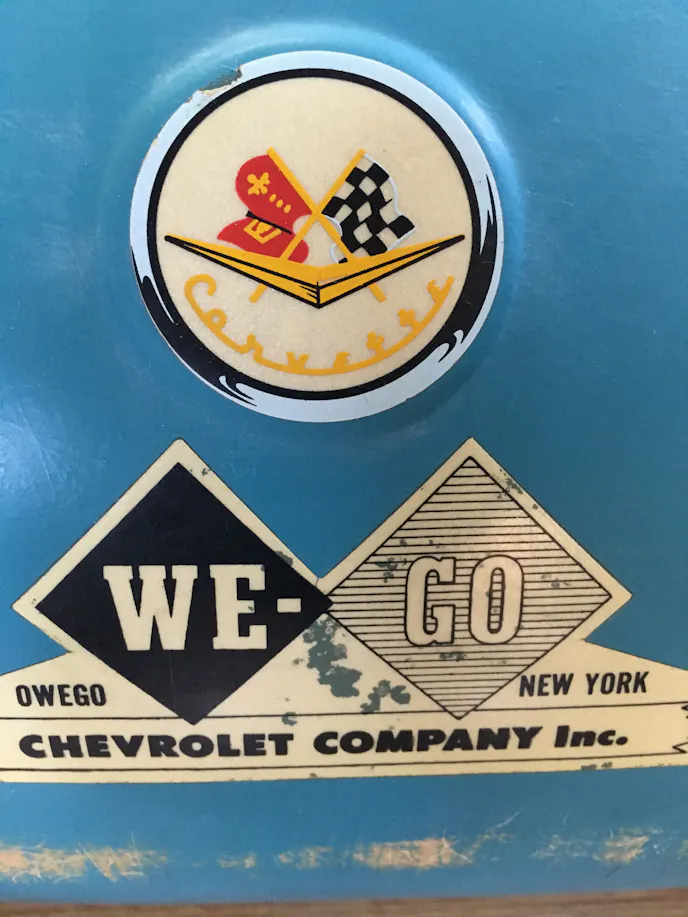 Corvette
WE-GO
OWEGO NEW YORK
CHEVROLET COMPANY Inc.